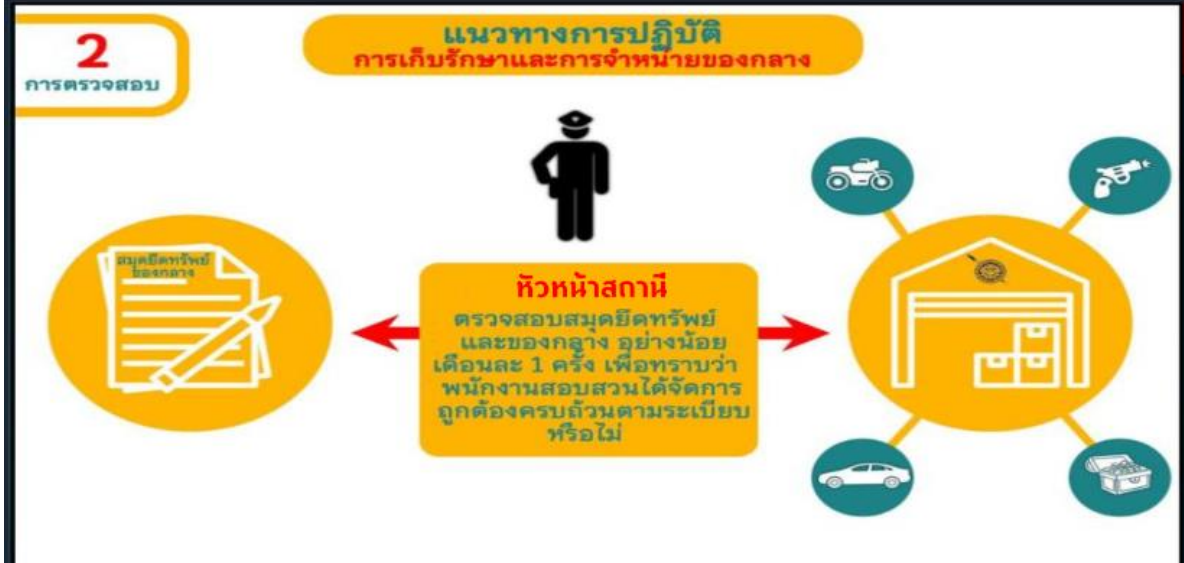 2
การตรวจสอบ
แนวทางการปฏิบัติ
การเก็บรักษาและการจำหน่ายของกลาง
สมุดยึดทรัพย์
ของกลาง
หัวหน้าสถานี
ตรวจสอบสมุดยึดทรัพย์
และของกลาง อย่างน้อย
เดือนละ 1 ครั้ง เพื่อทราบว่า
พนักงานสอบสวนได้จัดการ
ถูกต้องครบถ้วนตามระเบียบ
หรือไม่